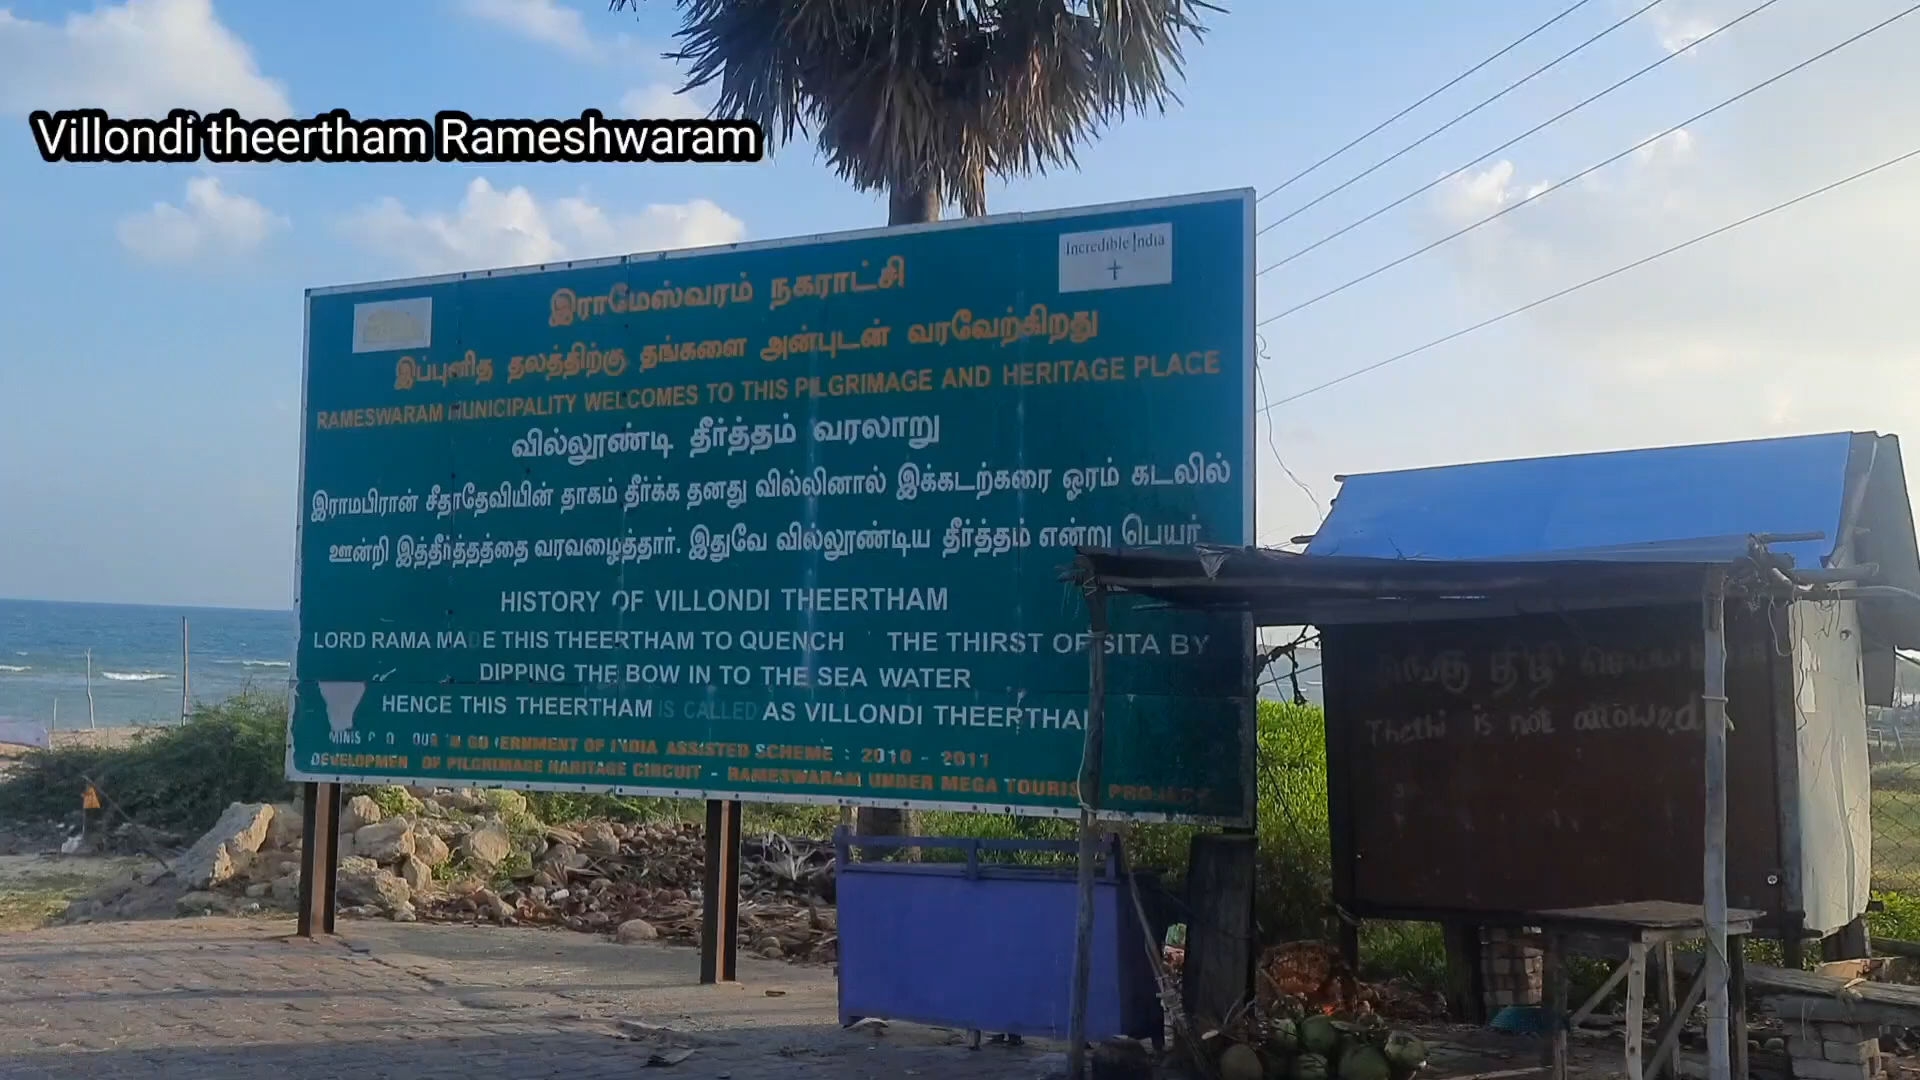 Villondi theertham Rameshwaram
Incredible India
இராமேஸ்வரம் நகராட்சி
இப்புனித தலத்திற்கு தங்களை அன்புடன் வரவேற்கிறது
RAMESWARAM MUNICIPALITY WELCOMES TO THIS PILGRIMAGE AND HERITAGE PLACE
வில்லூண்டி தீர்த்தம் வரலாறு
இராமபிரான் சீதாதேவியின் தாகம் தீர்க்க தனது வில்லினால் இக்கடற்கரை ஓரம் கடலில்
ஊன்றி இத்தீர்த்தத்தை வரவழைத்தார். இதுவே வில்லூண்டிய தீர்த்தம் என்று பெயர்
HISTORY OF VILLONDI THEERTHAM
LORD RAMA MADE THIS THEERTHAM TO QUENCH THE THIRST OF SITA BY
DIPPING THE BOW IN TO THE SEA WATER
HENCE THIS THEERTHAM IS CALLED AS VILLONDI THEERTHAM
GOVERNMENT OF INDIA ASSISTED SCHEME : 2010 - 2011
DEVELOPMEN OF PILGRIMAGE HARITAGE CIRCUIT - RAMESWARAM UNDER MEGA TOURIS PROJECT
Thethi is not allowed